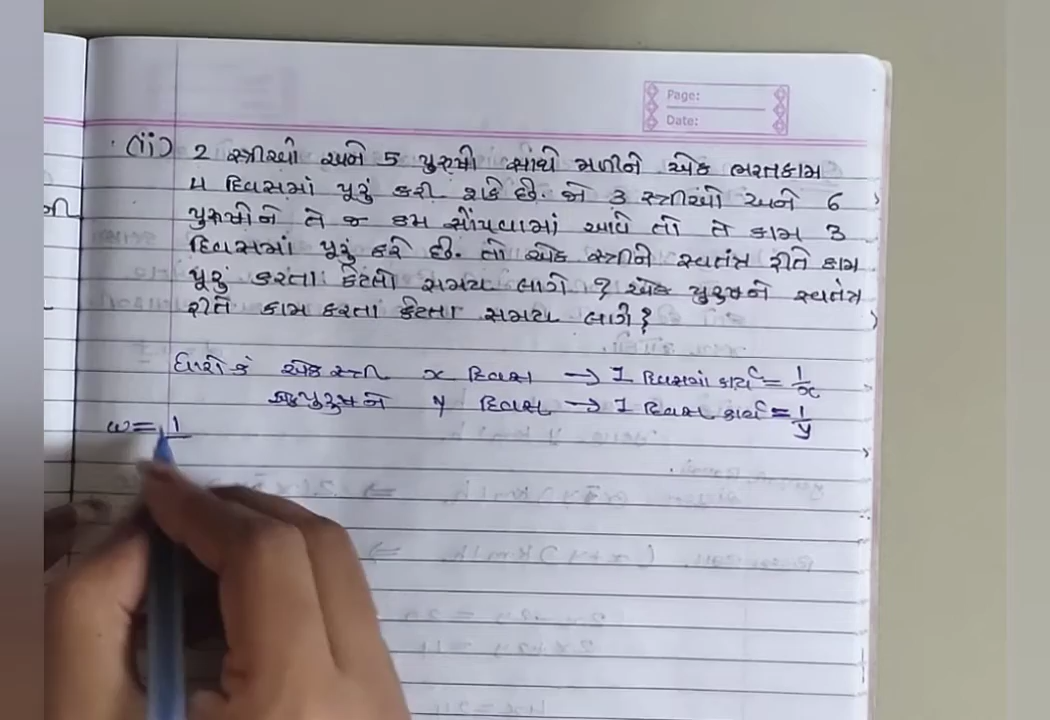 Page:
Date:
(ii) 2 સ્ત્રીઓ અને 5 પુરુષો સાથે મળીને એક ભરતકામ
4 દિવસમાં પૂરું કરી શકે છે. જો 3 સ્ત્રીઓ અને 6
પુરુષોને તે જ કામ સોંપવામાં આવે તો તે કામ 3
દિવસમાં પૂરું કરે છે. તો એક સ્ત્રીને સ્વતંત્ર રીતે કામ
પૂરું કરતા કેટલો સમય લાગે ? એક પુરુષને સ્વતંત્ર
રીતે કામ કરતા કેટલા સમય લાગે ?
ધારો કે એક સ્ત્રી x દિવસ → 1 દિવસમાં કાર્ય = 1/x
પુરુષને y દિવસ → 1 દિવસ કાર્ય = 1/y
w = 1